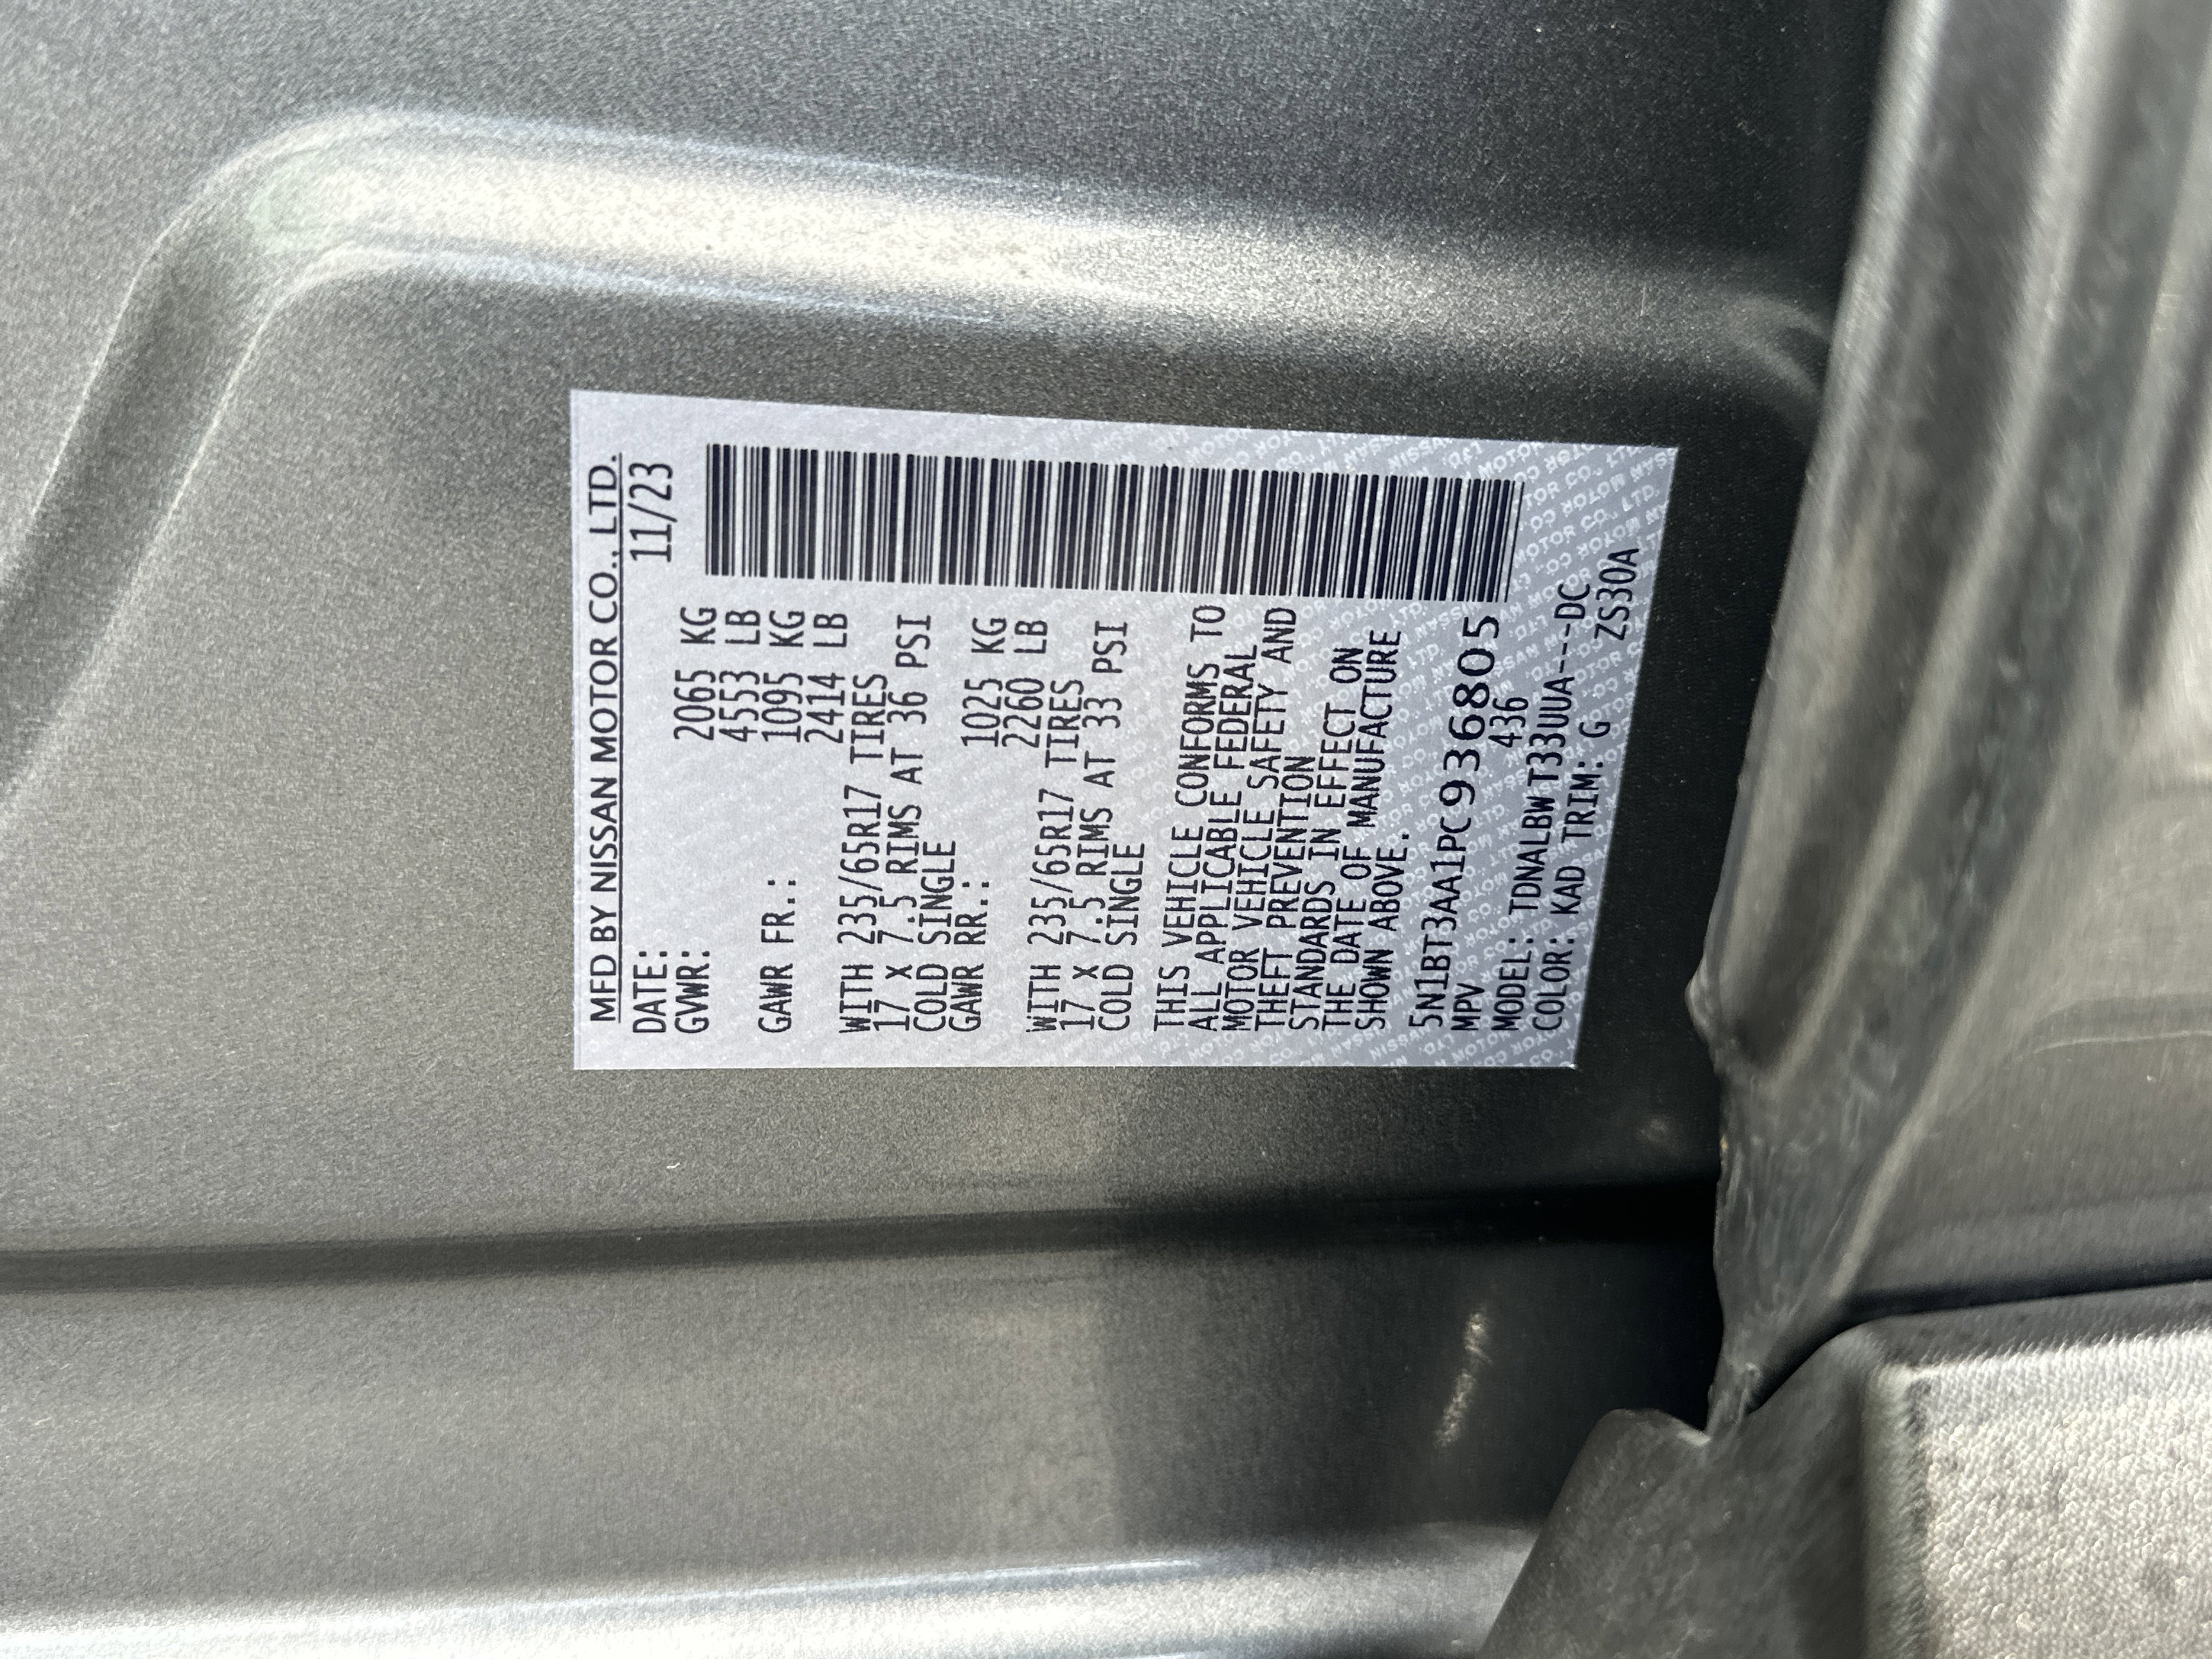 MFD BY NISSAN MOTOR CO., LTD.
DATE: 11/23
GVWR: 2065 KG
4553 LB
GAWR FR.: 1095 KG
2414 LB
WITH 235/65R17 TIRES
17 X 7.5 RIMS AT 36 PSI
COLD SINGLE
GAWR RR.: 1025 KG
2260 LB
WITH 235/65R17 TIRES
17 X 7.5 RIMS AT 33 PSI
COLD SINGLE
THIS VEHICLE CONFORMS TO
ALL APPLICABLE FEDERAL
MOTOR VEHICLE SAFETY AND
THEFT PREVENTION
STANDARDS IN EFFECT ON
THE DATE OF MANUFACTURE
SHOWN ABOVE.
5N1BT3AA1PC936805
MPV 436
MODEL: TDNALBW T33UUA---DC
COLOR: KAD TRIM: G ZS30A